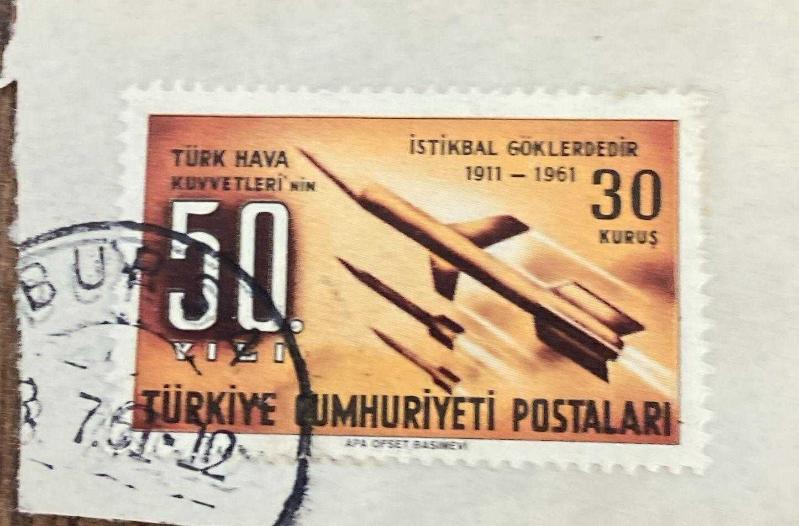 TÜRK HAVA
KUVVETLERİ'NİN
50.
YILI
İSTİKBAL GÖKLERDEDİR
1911 – 1961
30
KURUŞ
TÜRKİYE CUMHURİYETİ POSTALARI
APA OFSET BASIMEVİ
BUR